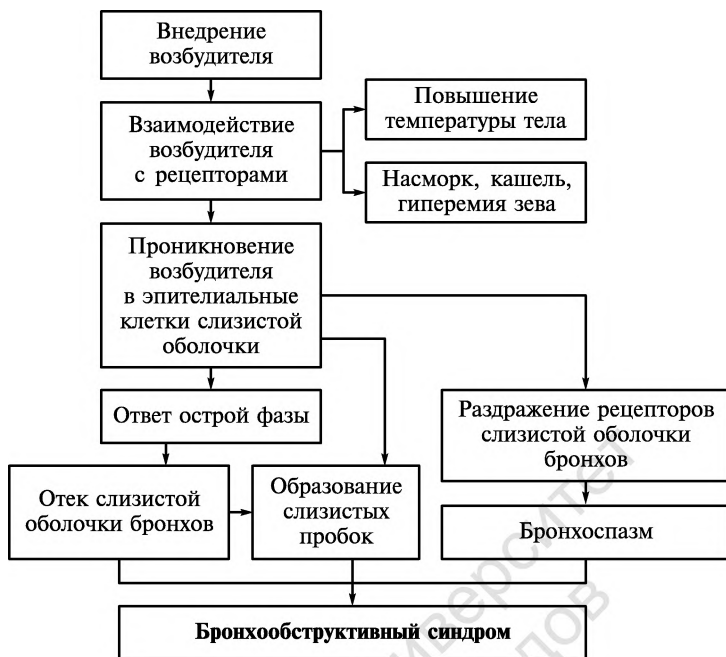 Внедрение
возбудителя
Взаимодействие
возбудителя
с рецепторами
Повышение
температуры тела
Насморк, кашель,
гиперемия зева
Проникновение
возбудителя
в эпителиальные
клетки слизистой
оболочки
Ответ острой фазы
Раздражение рецепторов
слизистой оболочки
бронхов
Отек слизистой
оболочки бронхов
Образование
слизистых
пробок
Бронхоспазм
Бронхообструктивный синдром